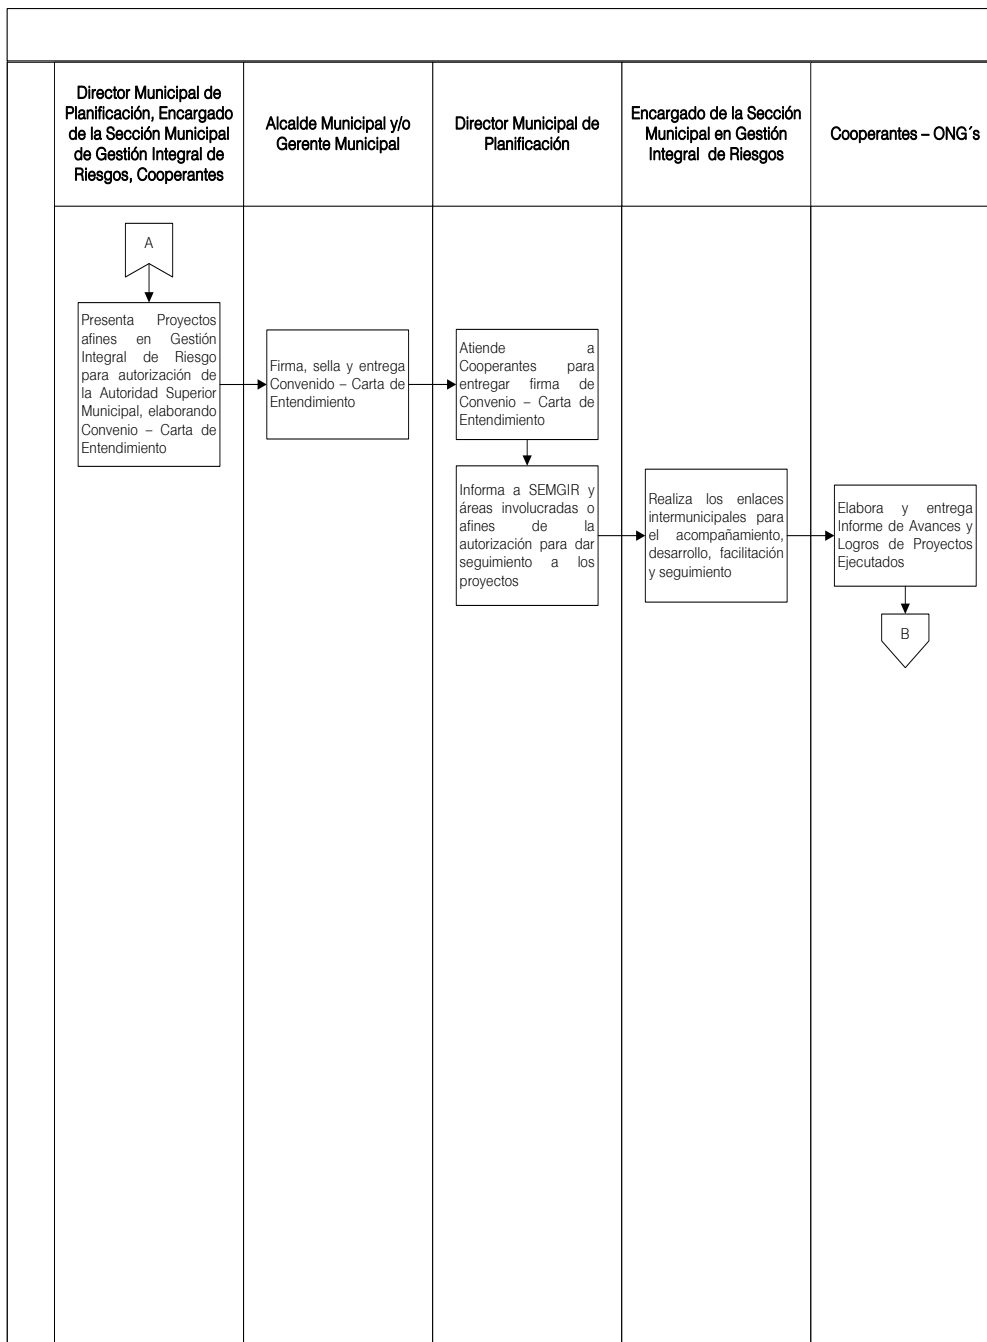 Director Municipal de
Planificación, Encargado
de la Sección Municipal
de Gestión Integral de
Riesgos, Cooperantes
Alcalde Municipal y/o
Gerente Municipal
Director Municipal de
Planificación
Encargado de la Sección
Municipal en Gestión
Integral de Riesgos
Cooperantes – ONG´s
A
Presenta Proyectos
afines en Gestión
Integral de Riesgo
para autorización de
la Autoridad Superior
Municipal, elaborando
Convenio – Carta de
Entendimiento
Firma, sella y entrega
Convenido – Carta de
Entendimiento
Atiende a
Cooperantes para
entregar firma de
Convenio – Carta de
Entendimiento
Informa a SEMGIR y
áreas involucradas o
afines de la
autorización para dar
seguimiento a los
proyectos
Realiza los enlaces
intermunicipales para
el acompañamiento,
desarrollo, facilitación
y seguimiento
Elabora y entrega
Informe de Avances y
Logros de Proyectos
Ejecutados
B